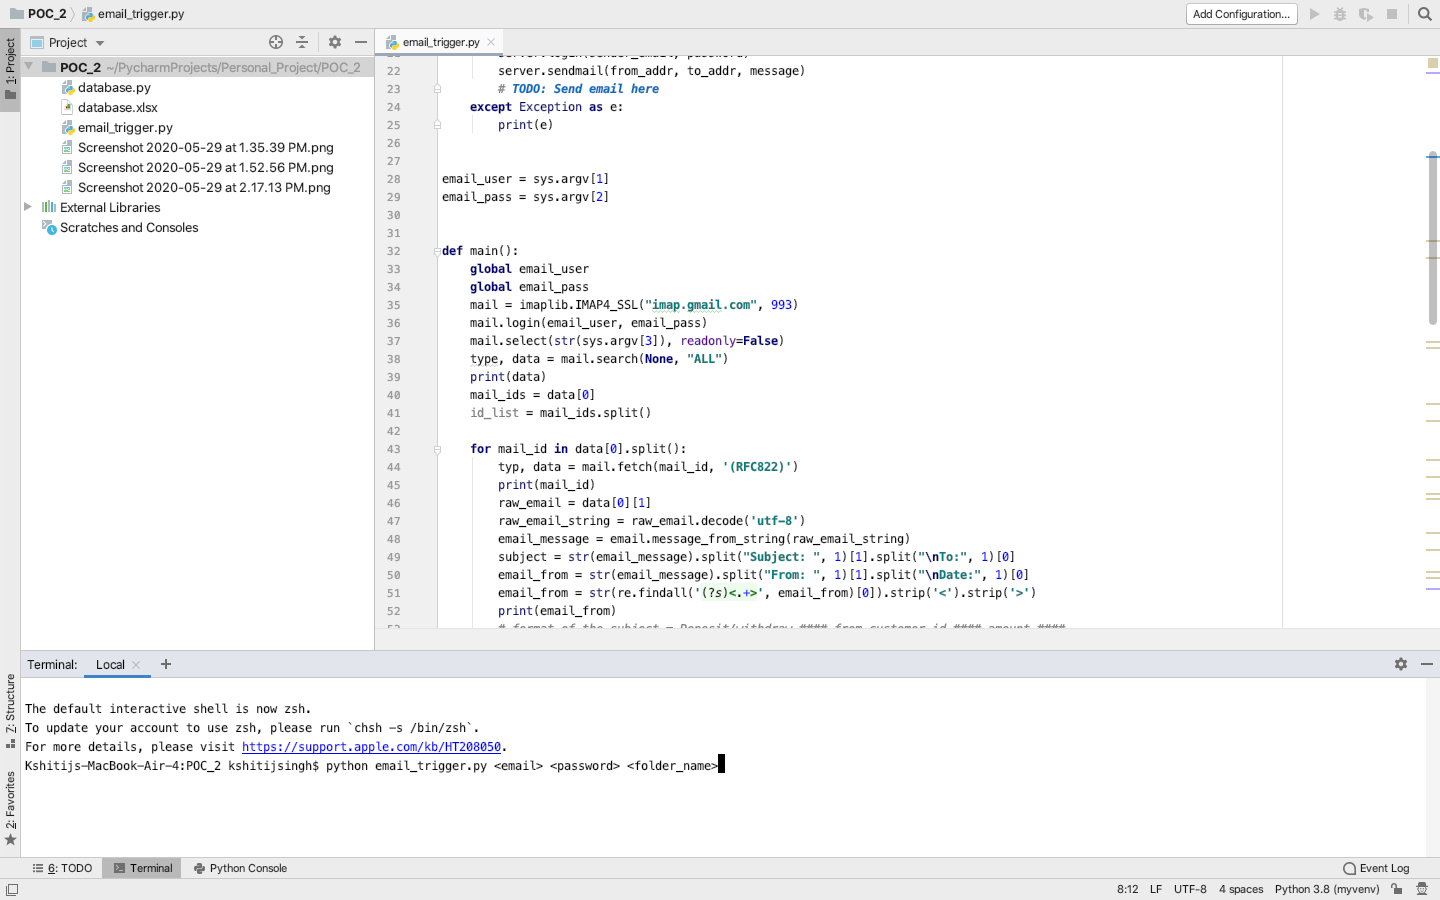 POC_2
email_trigger.py
Add Configuration...
1: Project
Project
email_trigger.py
POC_2 ~/PycharmProjects/Personal_Project/POC_2
database.py
database.xlsx
email_trigger.py
Screenshot 2020-05-29 at 1.35.39 PM.png
Screenshot 2020-05-29 at 1.52.56 PM.png
Screenshot 2020-05-29 at 2.17.13 PM.png
External Libraries
Scratches and Consoles
22 server.sendmail(from_addr, to_addr, message)
23 # TODO: Send email here
24 except Exception as e:
25 print(e)
26
27
28 email_user = sys.argv[1]
29 email_pass = sys.argv[2]
30
31
32 def main():
33 global email_user
34 global email_pass
35 mail = imaplib.IMAP4_SSL("imap.gmail.com", 993)
36 mail.login(email_user, email_pass)
37 mail.select(str(sys.argv[3]), readonly=False)
38 type, data = mail.search(None, "ALL")
39 print(data)
40 mail_ids = data[0]
41 id_list = mail_ids.split()
42
43 for mail_id in data[0].split():
44 typ, data = mail.fetch(mail_id, '(RFC822)')
45 print(mail_id)
46 raw_email = data[0][1]
47 raw_email_string = raw_email.decode('utf-8')
48 email_message = email.message_from_string(raw_email_string)
49 subject = str(email_message).split("Subject: ", 1)[1].split("\nTo:", 1)[0]
50 email_from = str(email_message).split("From: ", 1)[1].split("\nDate:", 1)[0]
51 email_from = str(re.findall('(?s)<.+>', email_from)[0]).strip('<').strip('>')
52 print(email_from)
# format of the subject = Deposit/withdraw #### from customer id #### amount ####
Terminal: Local +
The default interactive shell is now zsh.
To update your account to use zsh, please run `chsh -s /bin/zsh`.
For more details, please visit https://support.apple.com/kb/HT208050.
Kshitijs-MacBook-Air-4:POC_2 kshitijsingh$ python email_trigger.py <email> <password> <folder_name>
Z: Structure
2: Favorites
6: TODO
Terminal
Python Console
Event Log
8:12 LF UTF-8 4 spaces Python 3.8 (myvenv)